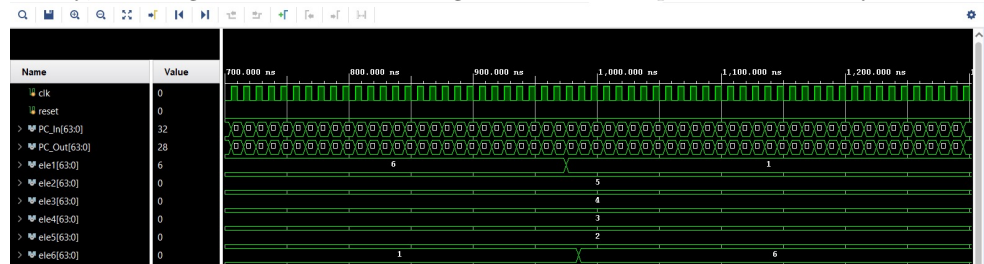 Name Value 700.000 ns 800.000 ns 900.000 ns 1,000.000 ns 1,100.000 ns 1,200.000 ns
clk 0
reset 0
> PC_In[63:0] 32
> PC_Out[63:0] 28
> ele1[63:0] 6 6 1
> ele2[63:0] 0 5
> ele3[63:0] 0 4
> ele4[63:0] 0 3
> ele5[63:0] 0 2
> ele6[63:0] 0 1 6